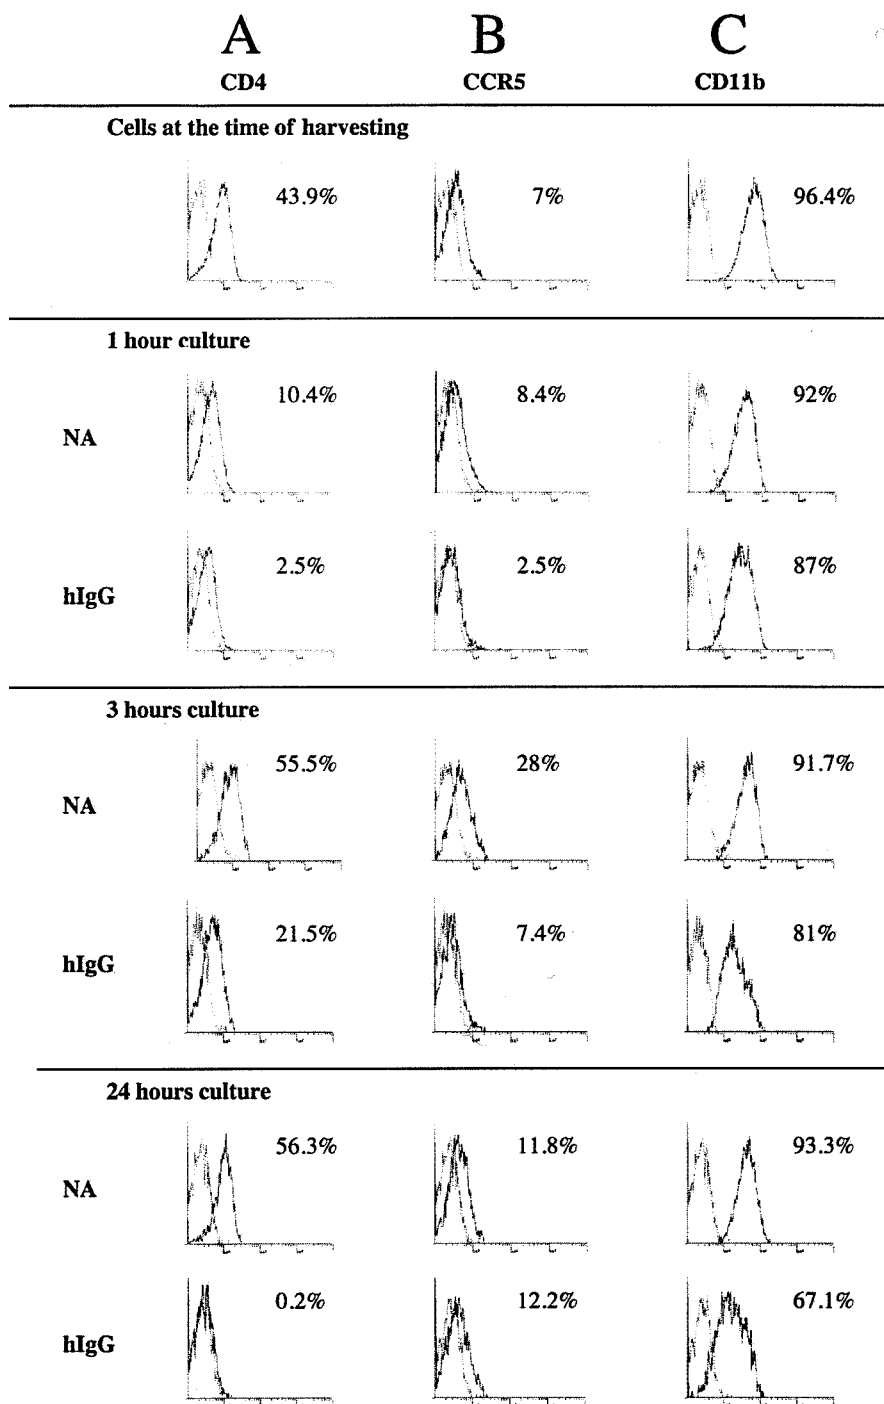 A B C
CD4 CCR5 CD11b
Cells at the time of harvesting
43.9% 7% 96.4%
1 hour culture
NA 10.4% 8.4% 92%
hIgG 2.5% 2.5% 87%
3 hours culture
NA 55.5% 28% 91.7%
hIgG 21.5% 7.4% 81%
24 hours culture
NA 56.3% 11.8% 93.3%
hIgG 0.2% 12.2% 67.1%